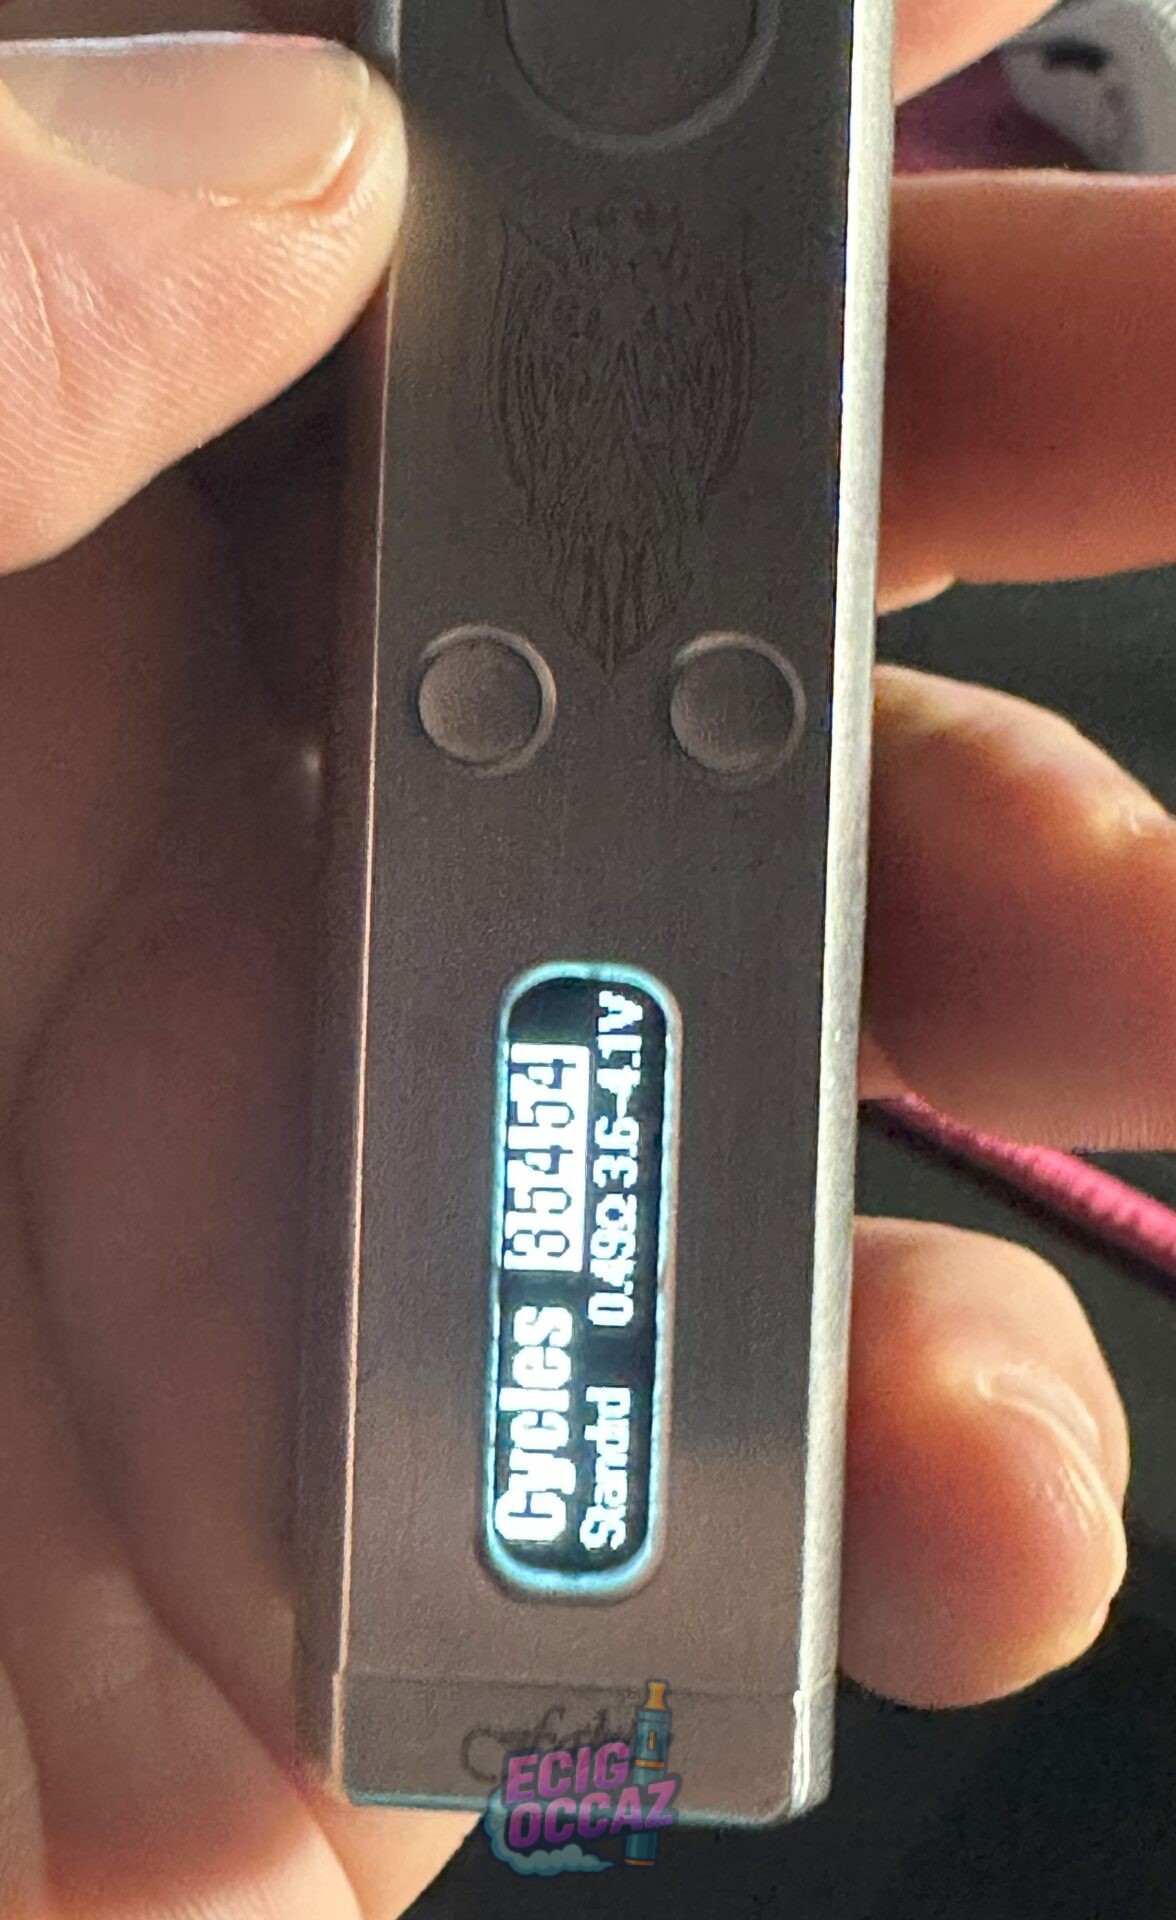 Cycles 35454
Standrd 0.49Ω 3.6-4.1V
ECIG
OCCAZ